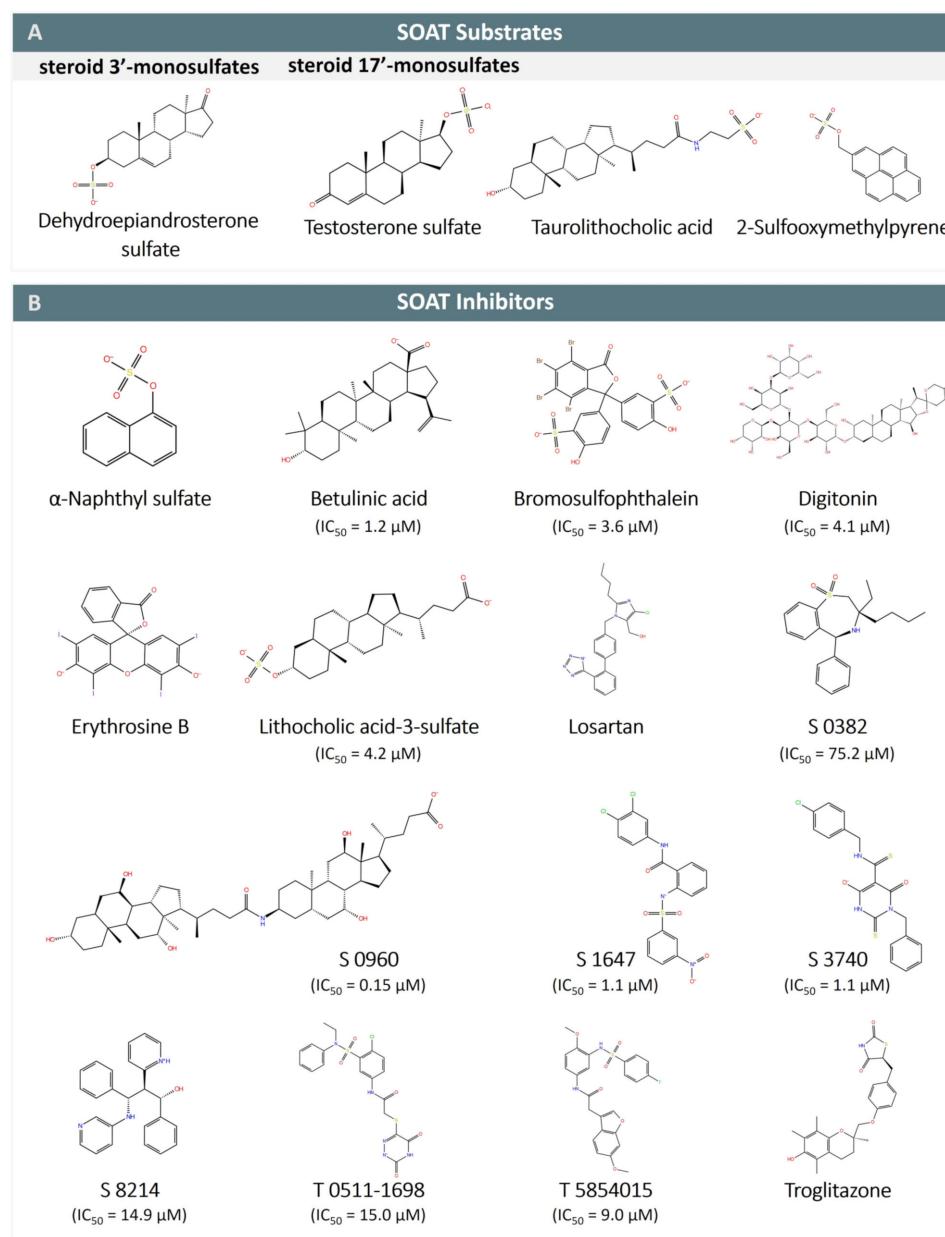 A
SOAT Substrates
steroid 3’-monosulfates steroid 17’-monosulfates
Dehydroepiandrosterone
sulfate
Testosterone sulfate
Taurolithocholic acid
2-Sulfooxymethylpyrene
B
SOAT Inhibitors
α-Naphthyl sulfate
Betulinic acid
(IC₅₀ = 1.2 µM)
Bromosulfophthalein
(IC₅₀ = 3.6 µM)
Digitonin
(IC₅₀ = 4.1 µM)
Erythrosine B
Lithocholic acid-3-sulfate
(IC₅₀ = 4.2 µM)
Losartan
S 0382
(IC₅₀ = 75.2 µM)
S 0960
(IC₅₀ = 0.15 µM)
S 1647
(IC₅₀ = 1.1 µM)
S 3740
(IC₅₀ = 1.1 µM)
S 8214
(IC₅₀ = 14.9 µM)
T 0511-1698
(IC₅₀ = 15.0 µM)
T 5854015
(IC₅₀ = 9.0 µM)
Troglitazone